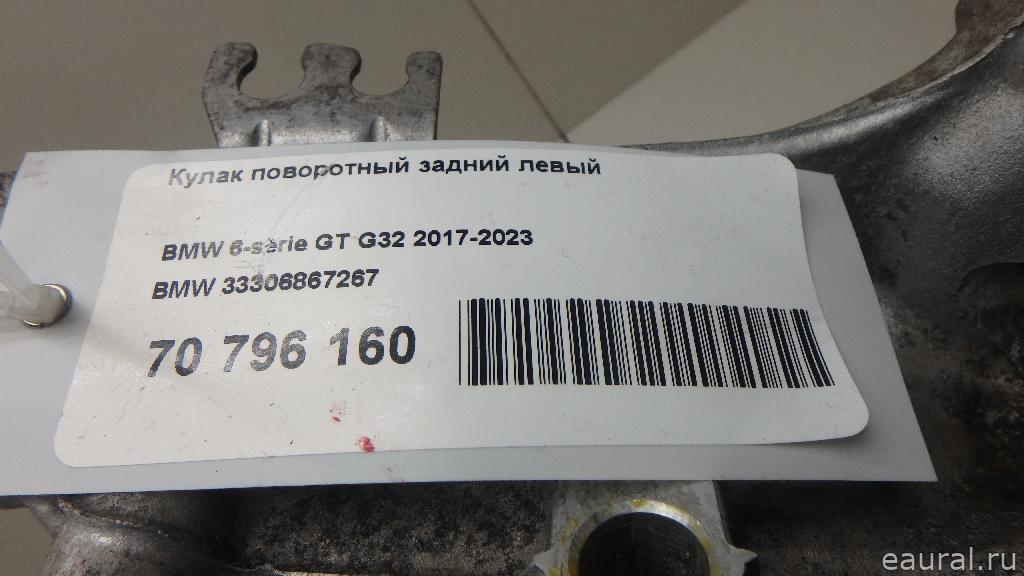 Кулак поворотный задний левый
BMW 6-serie GT G32 2017-2023
BMW 33306867267
70 796 160
eaural.ru